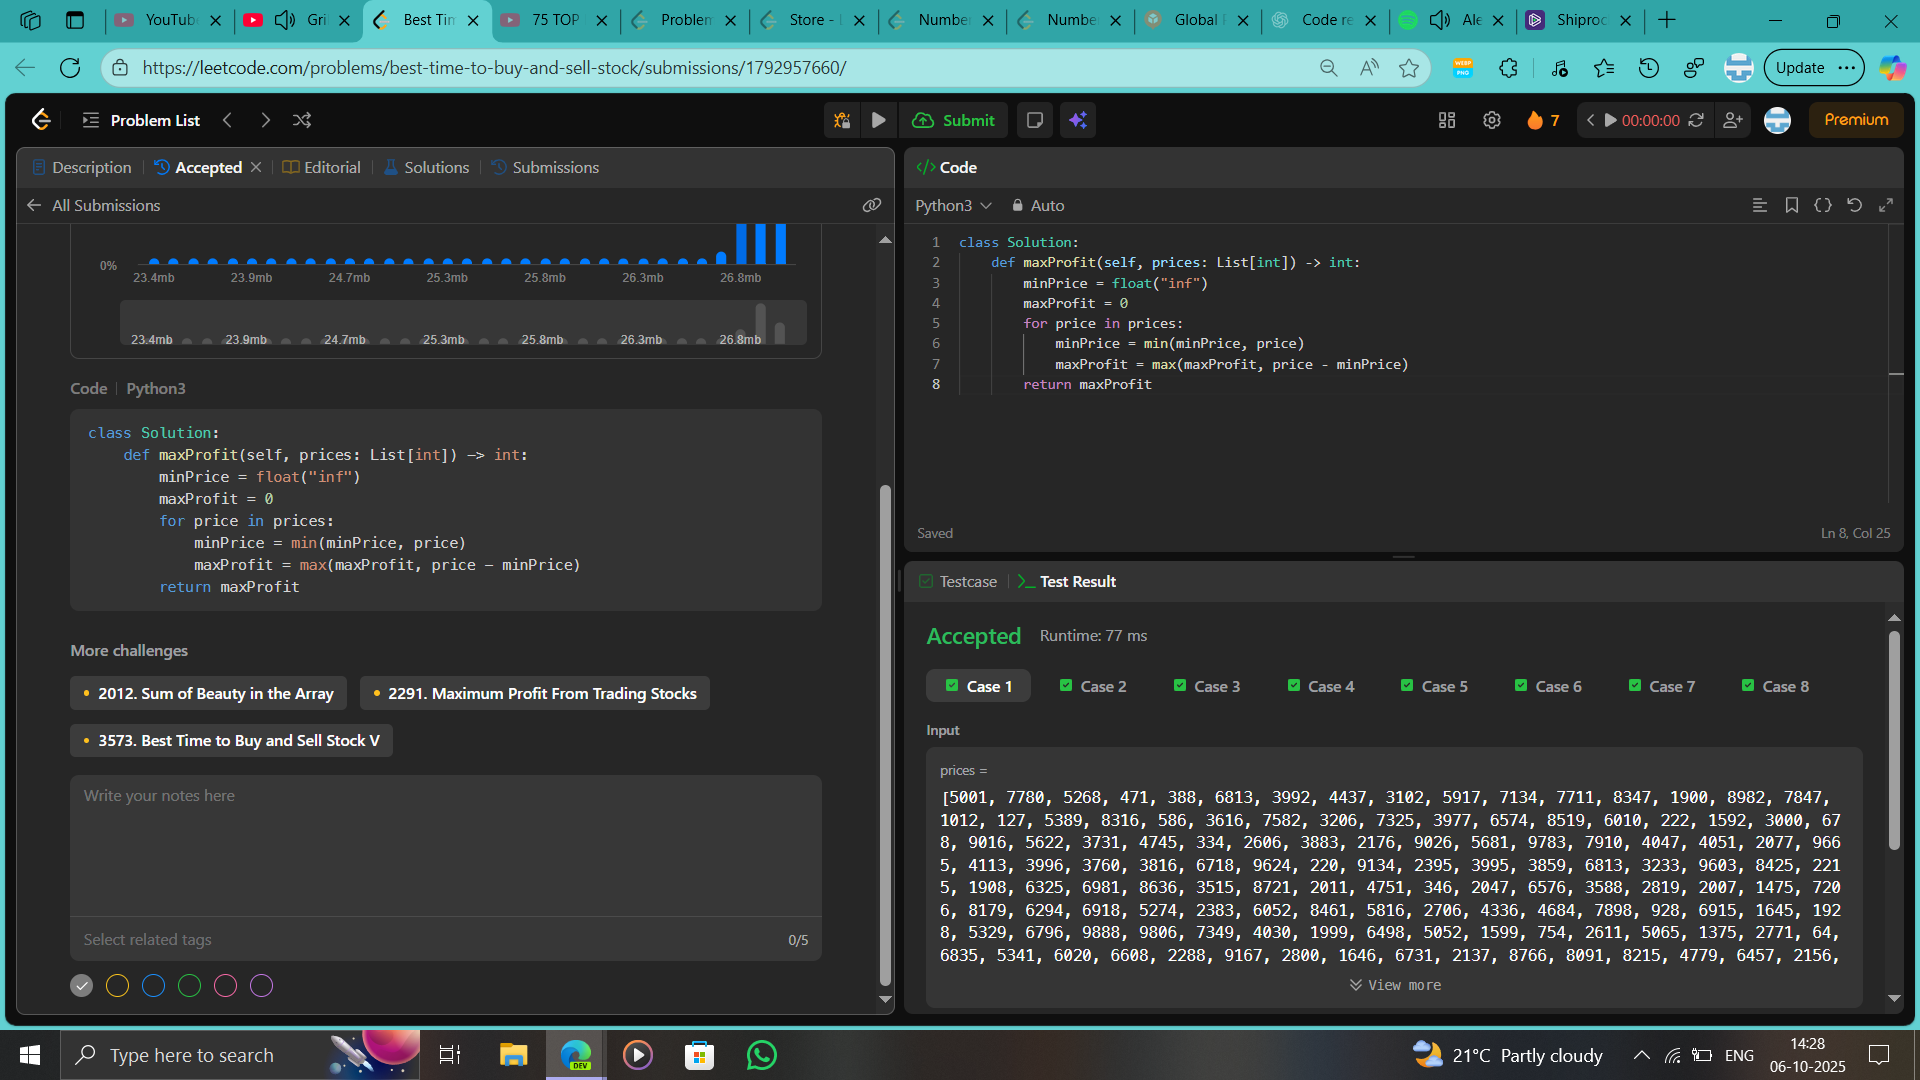 YouTub
Gri
Best Tin
75 TOP
Problem
Store - L
Number
Number
Global
Code re
Ale
Shiproc
https://leetcode.com/problems/best-time-to-buy-and-sell-stock/submissions/1792957660/
Update
Problem List
Submit
7
00:00:00
Premium
Description
Accepted
Editorial
Solutions
Submissions
All Submissions
0%
23.4mb 23.9mb 24.7mb 25.3mb 25.8mb 26.3mb 26.8mb
23.4mb 23.9mb 24.7mb 25.3mb 25.8mb 26.3mb 26.8mb
Code Python3
class Solution:
def maxProfit(self, prices: List[int]) -> int:
minPrice = float("inf")
maxProfit = 0
for price in prices:
minPrice = min(minPrice, price)
maxProfit = max(maxProfit, price - minPrice)
return maxProfit
More challenges
2012. Sum of Beauty in the Array
2291. Maximum Profit From Trading Stocks
3573. Best Time to Buy and Sell Stock V
Write your notes here
Select related tags
0/5
</> Code
Python3 Auto
1 class Solution:
2 def maxProfit(self, prices: List[int]) -> int:
3 minPrice = float("inf")
4 maxProfit = 0
5 for price in prices:
6 minPrice = min(minPrice, price)
7 maxProfit = max(maxProfit, price - minPrice)
8 return maxProfit
Saved
Ln 8, Col 25
Testcase
>_ Test Result
Accepted Runtime: 77 ms
Case 1 Case 2 Case 3 Case 4 Case 5 Case 6 Case 7 Case 8
Input
prices =
[5001, 7780, 5268, 471, 388, 6813, 3992, 4437, 3102, 5917, 7134, 7711, 8347, 1900, 8982, 7847,
1012, 127, 5389, 8316, 586, 3616, 7582, 3206, 7325, 3977, 6574, 8519, 6010, 222, 1592, 3000, 67
8, 9016, 5622, 3731, 4745, 334, 2606, 3883, 2176, 9026, 5681, 9783, 7910, 4047, 4051, 2077, 966
5, 4113, 3996, 3760, 3816, 6718, 9624, 220, 9134, 2395, 3995, 3859, 6813, 3233, 9603, 8425, 221
5, 1908, 6325, 6981, 8636, 3515, 8721, 2011, 4751, 346, 2047, 6576, 3588, 2819, 2007, 1475, 720
6, 8179, 6294, 6918, 5274, 2383, 6052, 8461, 5816, 2706, 4336, 4684, 7898, 928, 6915, 1645, 192
8, 5329, 6796, 9888, 9806, 7349, 4030, 1999, 6498, 5052, 1599, 754, 2611, 5065, 1375, 2771, 64,
6835, 5341, 6020, 6608, 2288, 9167, 2800, 1646, 6731, 2137, 8766, 8091, 8215, 4779, 6457, 2156,
View more
Type here to search
DEV
21°C Partly cloudy
ENG
14:28
06-10-2025